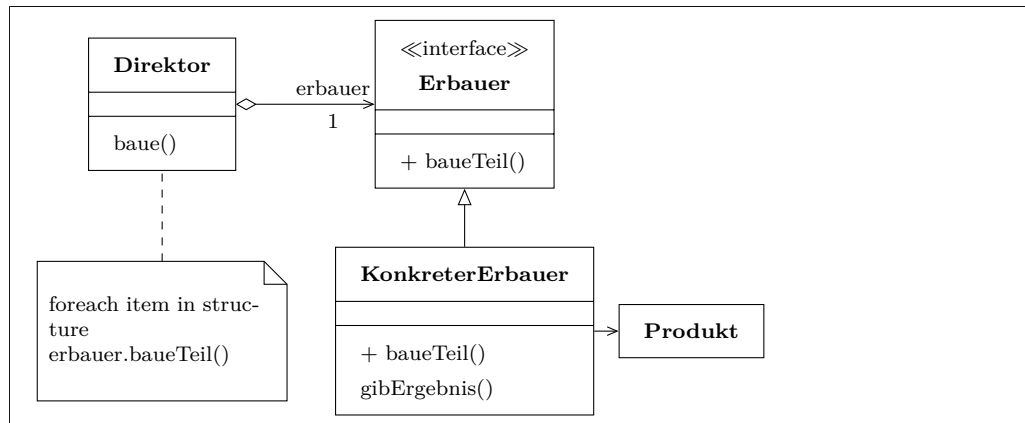 Direktor
baue()
erbauer
1
≪interface≫
Erbauer
+ baueTeil()
foreach item in struc-
ture
erbauer.baueTeil()
KonkreterErbauer
+ baueTeil()
gibErgebnis()
Produkt